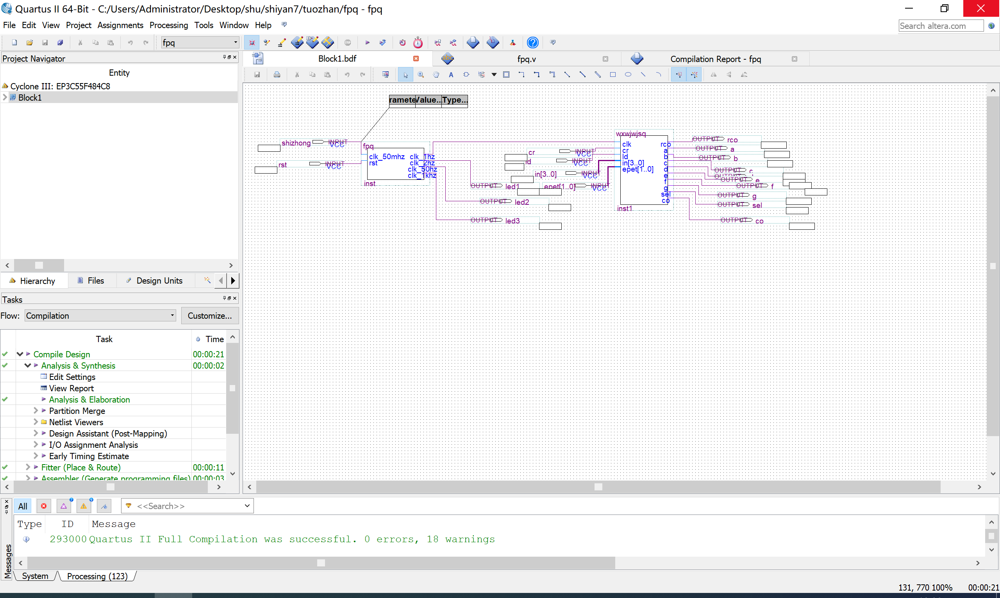 Quartus II 64-Bit - C:/Users/Administrator/Desktop/shu/shiyan7/tuozhan/fpq - fpq
File Edit View Project Assignments Processing Tools Window Help
Search altera.com
fpq
Project Navigator
Block1.bdf
fpq.v
Compilation Report - fpq
Entity
Cyclone III: EP3C55F484C8
Block1
ramete Value... Type...
shizhong INPUT VCC
rst INPUT VCC
fpq
clk_50mhz clk_1hz
rst clk_2hz
clk_50hz
clk_1khz
inst
OUTPUT led1
OUTPUT led2
OUTPUT led3
cr INPUT VCC
ld INPUT VCC
in[3..0] INPUT VCC
epet[1..0] INPUT VCC
wxwjwjsq
clk rco
cr a
ld b
in[3..0] c
epet[1..0] d
e
f
g
sel
co
inst1
OUTPUT rco
OUTPUT a
OUTPUT b
OUTPUT c
OUTPUT
OUTPUT e
OUTPUT f
OUTPUT g
OUTPUT sel
OUTPUT co
Hierarchy Files Design Units
Tasks
Flow: Compilation Customize...
Task Time
Compile Design 00:00:21
Analysis & Synthesis 00:00:02
Edit Settings
View Report
Analysis & Elaboration
Partition Merge
Netlist Viewers
Design Assistant (Post-Mapping)
I/O Assignment Analysis
Early Timing Estimate
Fitter (Place & Route) 00:00:11
Assembler (Generate programming files) 00:00:03
All 7 9 <<Search>>
Type ID Message
293000 Quartus II Full Compilation was successful. 0 errors, 18 warnings
Messages
System Processing (123)
131, 770 100% 00:00:21